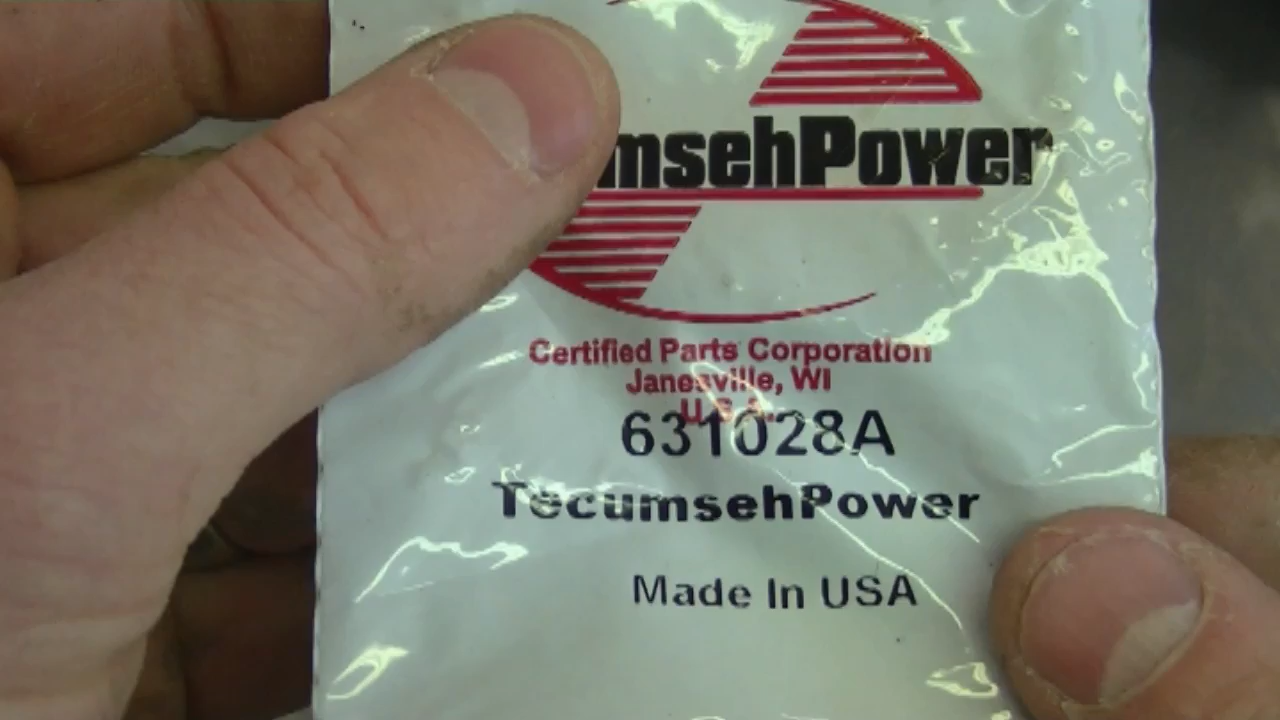 msehPower
Certified Parts Corporation
Janesville, WI
U.S.A.
631028A
TecumsehPower
Made In USA